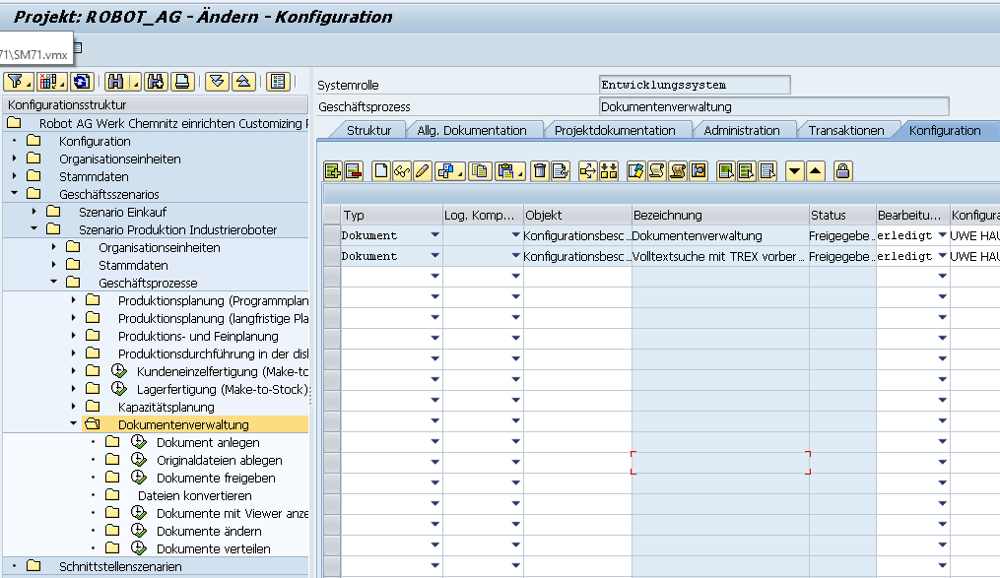 Projekt: ROBOT_AG - Ändern - Konfiguration
71\SM71.vmx
Systemrolle Entwicklungssystem
Geschäftsprozess Dokumentenverwaltung
Struktur Allg. Dokumentation Projektdokumentation Administration Transaktionen Konfiguration
Konfigurationsstruktur
Robot AG Werk Chemnitz einrichten Customizing
Konfiguration
Organisationseinheiten
Stammdaten
Geschäftsszenarios
Szenario Einkauf
Szenario Produktion Industrieroboter
Organisationseinheiten
Stammdaten
Geschäftsprozesse
Produktionsplanung (Programmplan
Produktionsplanung (langfristige Pla
Produktions- und Feinplanung
Produktionsdurchführung in der dis
Kundeneinzelfertigung (Make-to
Lagerfertigung (Make-to-Stock)
Kapazitätsplanung
Dokumentenverwaltung
Dokument anlegen
Originaldateien ablegen
Dokumente freigeben
Dateien konvertieren
Dokumente mit Viewer anze
Dokumente ändern
Dokumente verteilen
Schnittstellenszenarien
Typ Log. Komp... Objekt Bezeichnung Status Bearbeitu... Konfigura
Dokument Konfigurationsbesc... Dokumentenverwaltung Freigegebe... erledigt UWE HAU
Dokument Konfigurationsbesc... Volltextsuche mit TREX vorber... Freigegebe... erledigt UWE HAU